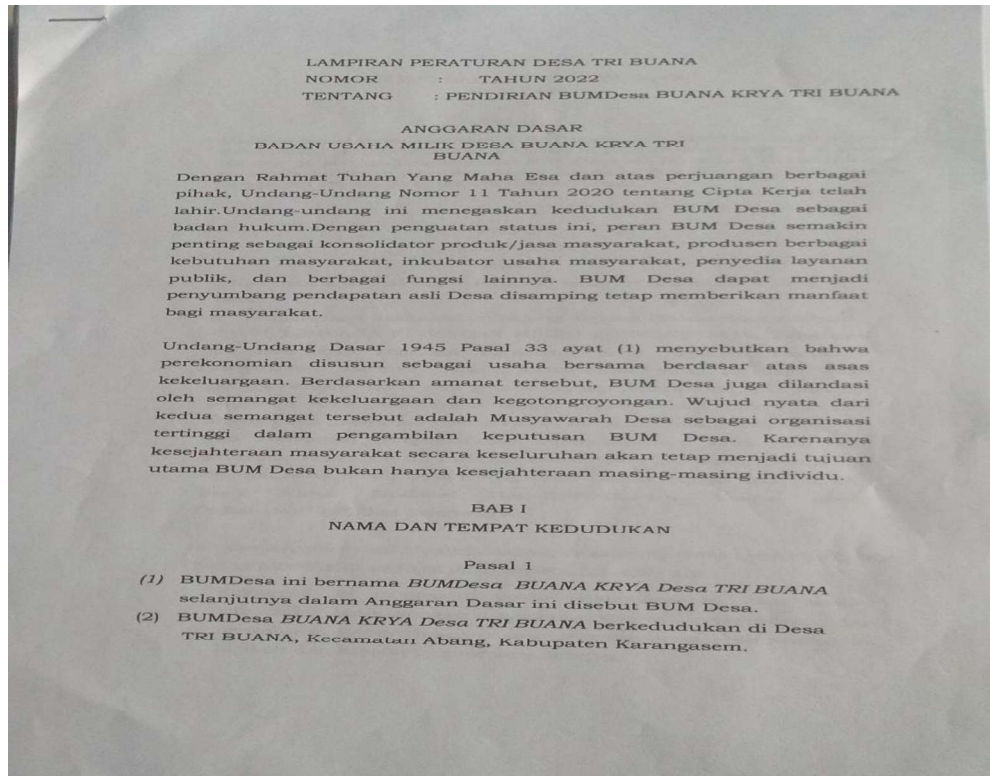 LAMPIRAN PERATURAN DESA TRI BUANA
NOMOR : TAHUN 2022
TENTANG : PENDIRIAN BUMDesa BUANA KRYA TRI BUANA
ANGGARAN DASAR
BADAN USAHA MILIK DESA BUANA KRYA TRI
BUANA
Dengan Rahmat Tuhan Yang Maha Esa dan atas perjuangan berbagai
pihak, Undang-Undang Nomor 11 Tahun 2020 tentang Cipta Kerja telah
lahir.Undang-undang ini menegaskan kedudukan BUM Desa sebagai
badan hukum.Dengan penguatan status ini, peran BUM Desa semakin
penting sebagai konsolidator produk/jasa masyarakat, produsen berbagai
kebutuhan masyarakat, inkubator usaha masyarakat, penyedia layanan
publik, dan berbagai fungsi lainnya. BUM Desa dapat menjadi
penyumbang pendapatan asli Desa disamping tetap memberikan manfaat
bagi masyarakat.
Undang-Undang Dasar 1945 Pasal 33 ayat (1) menyebutkan bahwa
perekonomian disusun sebagai usaha bersama berdasar atas asas
kekeluargaan. Berdasarkan amanat tersebut, BUM Desa juga dilandasi
oleh semangat kekeluargaan dan kegotongroyongan. Wujud nyata dari
kedua semangat tersebut adalah Musyawarah Desa sebagai organisasi
tertinggi dalam pengambilan keputusan BUM Desa. Karenanya
kesejahteraan masyarakat secara keseluruhan akan tetap menjadi tujuan
utama BUM Desa bukan hanya kesejahteraan masing-masing individu.
BAB I
NAMA DAN TEMPAT KEDUDUKAN
Pasal 1
(1) BUMDesa ini bernama BUMDesa BUANA KRYA Desa TRI BUANA
selanjutnya dalam Anggaran Dasar ini disebut BUM Desa.
(2) BUMDesa BUANA KRYA Desa TRI BUANA berkedudukan di Desa
TRI BUANA, Kecamatan Abang, Kabupaten Karangasem.